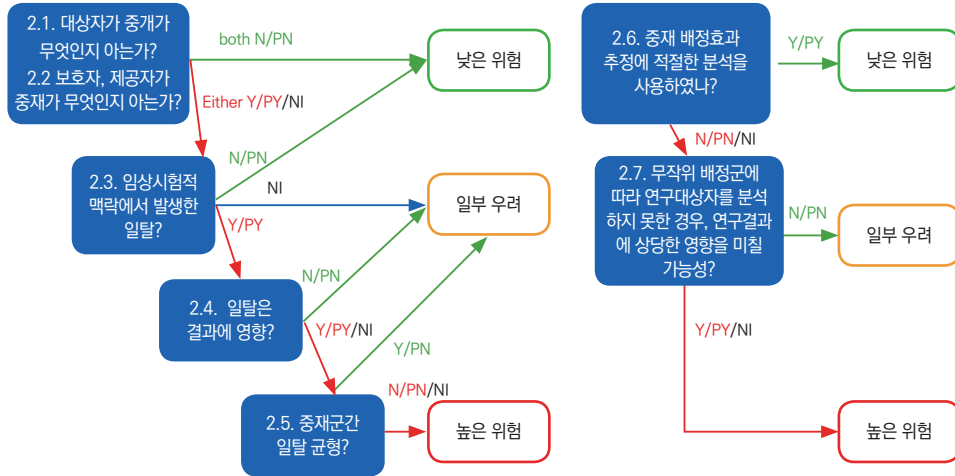 2.1. 대상자가 중개가
무엇인지 아는가?
2.2 보호자, 제공자가
중재가 무엇인지 아는가?
both N/PN
낮은 위험
Either Y/PY/NI
N/PN
2.3. 임상시험적
맥락에서 발생한
일탈?
NI
일부 우려
Y/PY
N/PN
2.4. 일탈은
결과에 영향?
Y/PY/NI
Y/PN
2.5. 중재군간
일탈 균형?
N/PN/NI
높은 위험
2.6. 중재 배정효과
추정에 적절한 분석을
사용하였나?
Y/PY
낮은 위험
N/PN/NI
2.7. 무작위 배정군에
따라 연구대상자를 분석
하지 못한 경우, 연구결과
에 상당한 영향을 미칠
가능성?
N/PN
일부 우려
Y/PY/NI
높은 위험